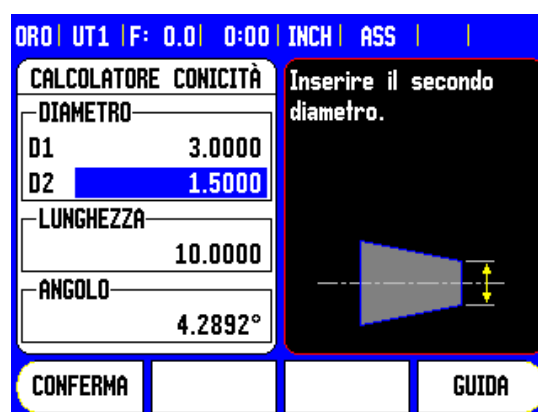 ORO | UT1 | F: 0.0 | 0:00 | INCH | ASS | |
CALCOLATORE CONICITÀ
DIAMETRO
D1 3.0000
D2 1.5000
LUNGHEZZA
10.0000
ANGOLO
4.2892°
Inserire il secondo
diametro.
CONFERMA GUIDA